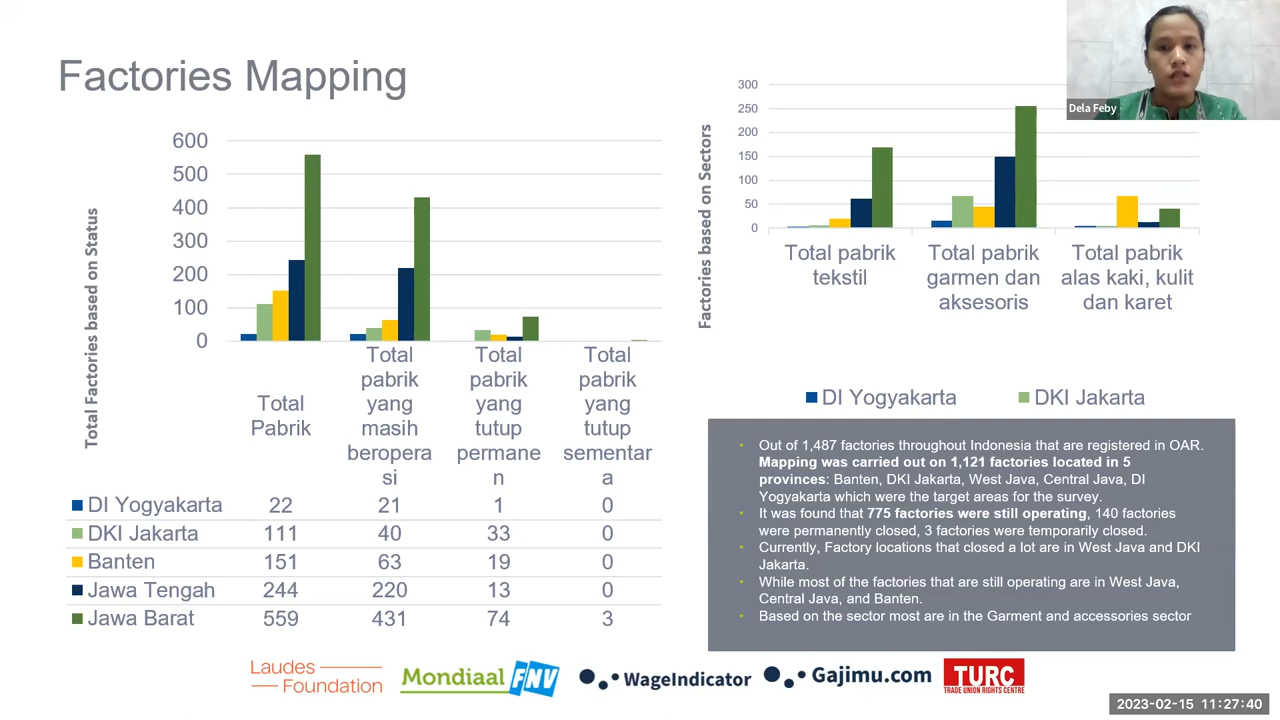 Factories Mapping
Dela Feby
Total Factories based on Status
600
500
400
300
200
100
0
Total Pabrik
Total pabrik yang masih beroperasi
Total pabrik yang tutup permanen
Total pabrik yang tutup sementara
DI Yogyakarta 22 21 1 0
DKI Jakarta 111 40 33 0
Banten 151 63 19 0
Jawa Tengah 244 220 13 0
Jawa Barat 559 431 74 3
Factories based on Sectors
300
250
200
150
100
50
0
Total pabrik
tekstil
Total pabrik
garmen dan
aksesoris
Total pabrik
alas kaki, kulit
dan karet
DI Yogyakarta
DKI Jakarta
• Out of 1,487 factories throughout Indonesia that are registered in OAR.
Mapping was carried out on 1,121 factories located in 5
provinces: Banten, DKI Jakarta, West Java, Central Java, DI
Yogyakarta which were the target areas for the survey.
• It was found that 775 factories were still operating, 140 factories
were permanently closed, 3 factories were temporarily closed.
• Currently, Factory locations that closed a lot are in West Java and DKI
Jakarta.
• While most of the factories that are still operating are in West Java,
Central Java, and Banten.
• Based on the sector most are in the Garment and accessories sector
Laudes
Foundation
Mondiaal FNV
WageIndicator
Gajimu.com
TURC
TRADE UNION RIGHTS CENTRE
2023-02-15 11:27:40